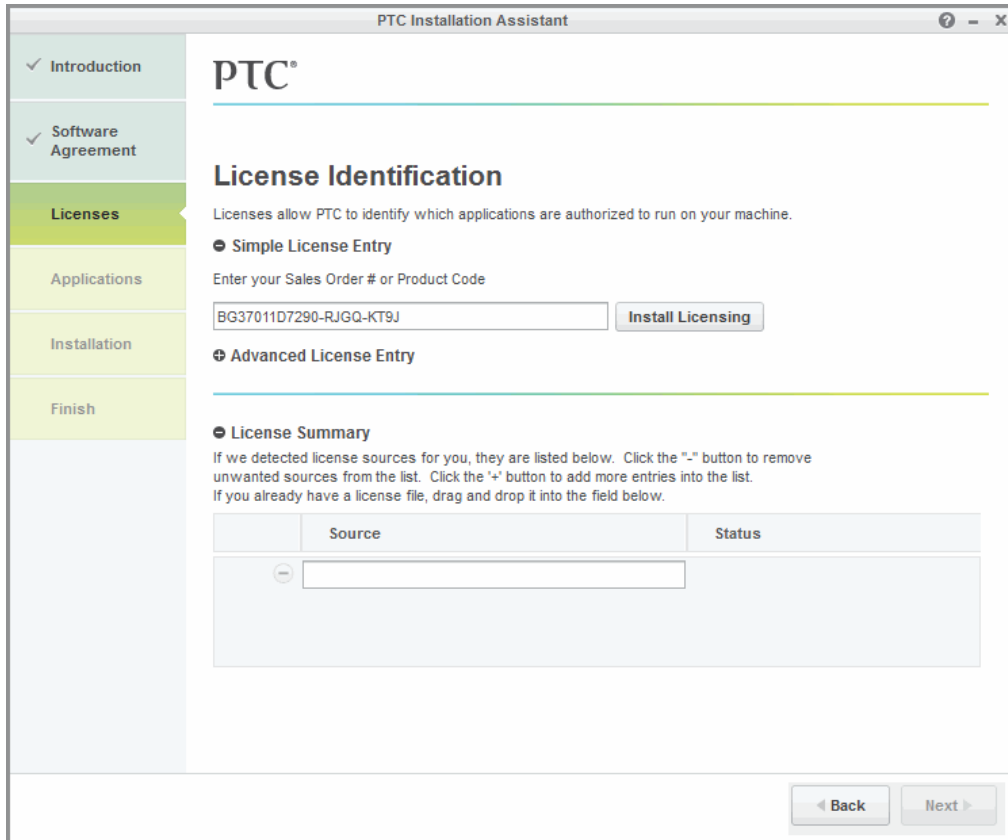 PTC Installation Assistant
Introduction
PTC®
Software
Agreement
License Identification
Licenses
Licenses allow PTC to identify which applications are authorized to run on your machine.
Simple License Entry
Applications
Enter your Sales Order # or Product Code
BG37011D7290-RJGQ-KT9J
Install Licensing
Installation
Advanced License Entry
Finish
License Summary
If we detected license sources for you, they are listed below. Click the "-" button to remove
unwanted sources from the list. Click the '+' button to add more entries into the list.
If you already have a license file, drag and drop it into the field below.
Source
Status
Back
Next